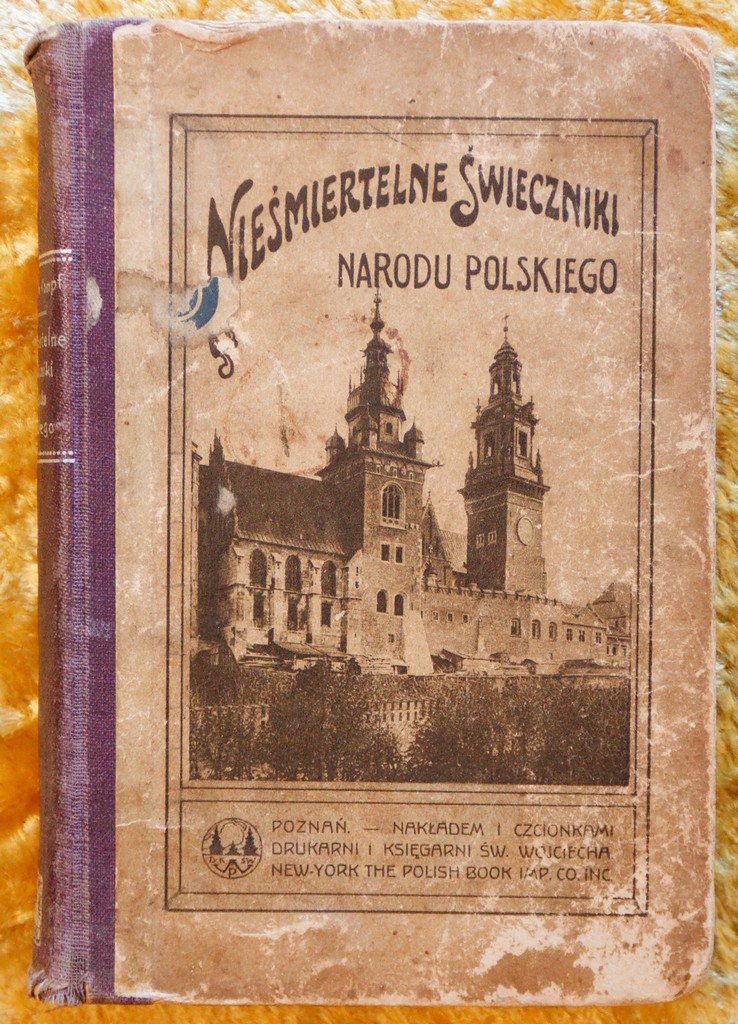 NIEŚMIERTELNE ŚWIECZNIKI
NARODU POLSKIEGO
POZNAŃ. — NAKŁADEM I CZCIONKAMI
DRUKARNI I KSIĘGARNI ŚW. WOJCIECHA
NEW-YORK THE POLISH BOOK IMP. CO. INC.